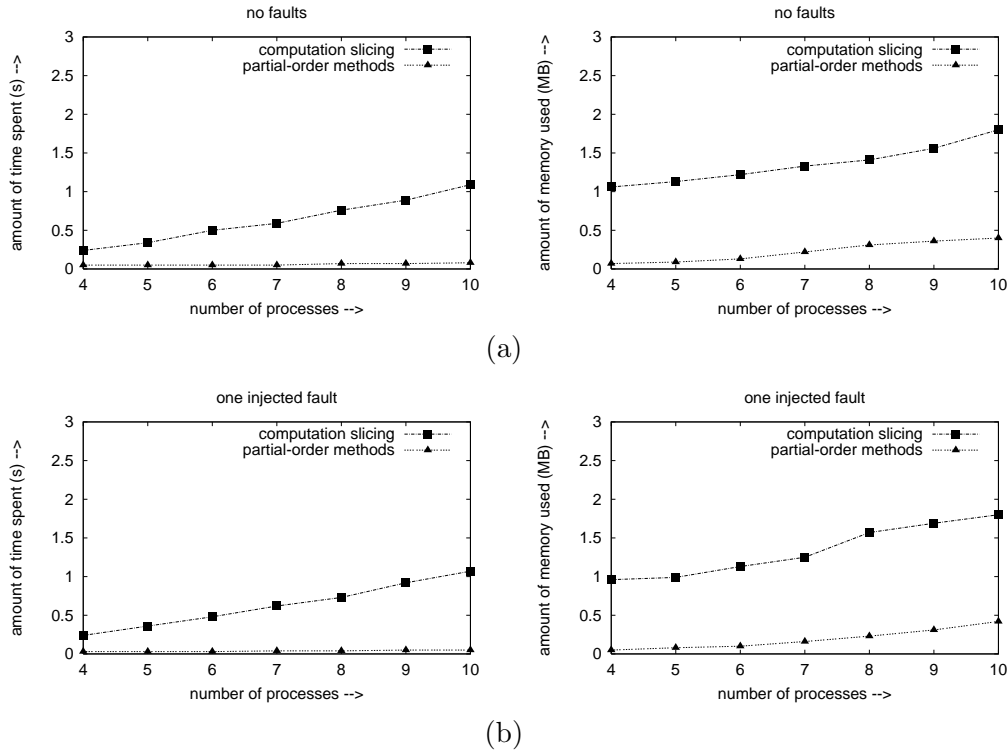 no faults
amount of time spent (s) -->
3
2.5
2
1.5
1
0.5
0
computation slicing
partial-order methods
4 5 6 7 8 9 10
number of processes -->
no faults
amount of memory used (MB) -->
3
2.5
2
1.5
1
0.5
0
computation slicing
partial-order methods
4 5 6 7 8 9 10
number of processes -->
(a)
one injected fault
amount of time spent (s) -->
3
2.5
2
1.5
1
0.5
0
computation slicing
partial-order methods
4 5 6 7 8 9 10
number of processes -->
one injected fault
amount of memory used (MB) -->
3
2.5
2
1.5
1
0.5
0
computation slicing
partial-order methods
4 5 6 7 8 9 10
number of processes -->
(b)